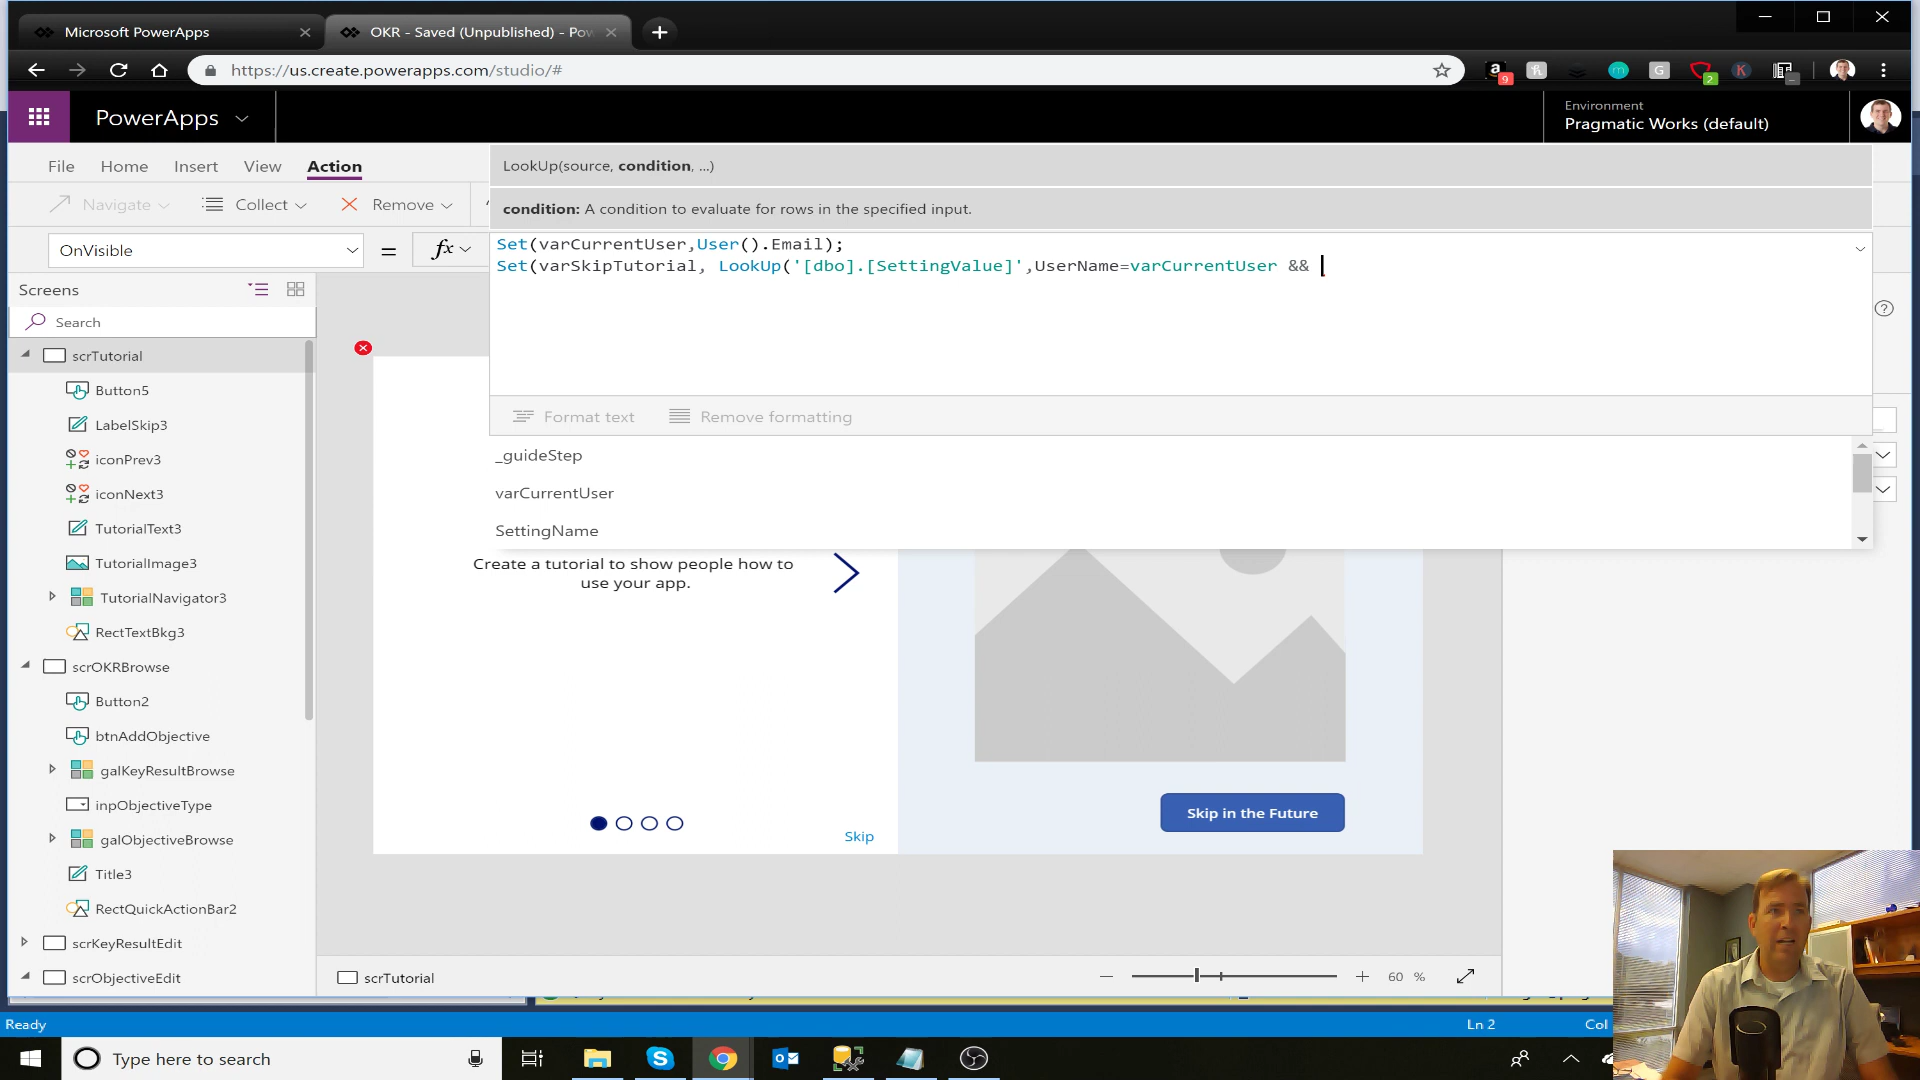 Microsoft PowerApps
OKR - Saved (Unpublished) - Pow
https://us.create.powerapps.com/studio/#
9
2
PowerApps
Environment
Pragmatic Works (default)
File Home Insert View Action
LookUp(source, condition, ...)
Navigate Collect Remove
condition: A condition to evaluate for rows in the specified input.
OnVisible = fx
Set(varCurrentUser,User().Email);
Set(varSkipTutorial, LookUp('[dbo].[SettingValue]',UserName=varCurrentUser &&
Screens
Search
scrTutorial
Button5
LabelSkip3
iconPrev3
iconNext3
TutorialText3
TutorialImage3
TutorialNavigator3
RectTextBkg3
scrOKRBrowse
Button2
btnAddObjective
galKeyResultBrowse
inpObjectiveType
galObjectiveBrowse
Title3
RectQuickActionBar2
scrKeyResultEdit
scrObjectiveEdit
Format text Remove formatting
_guideStep
varCurrentUser
SettingName
Create a tutorial to show people how to
use your app.
Skip in the Future
Skip
scrTutorial
60 %
Ready
Ln 2
Col
Type here to search